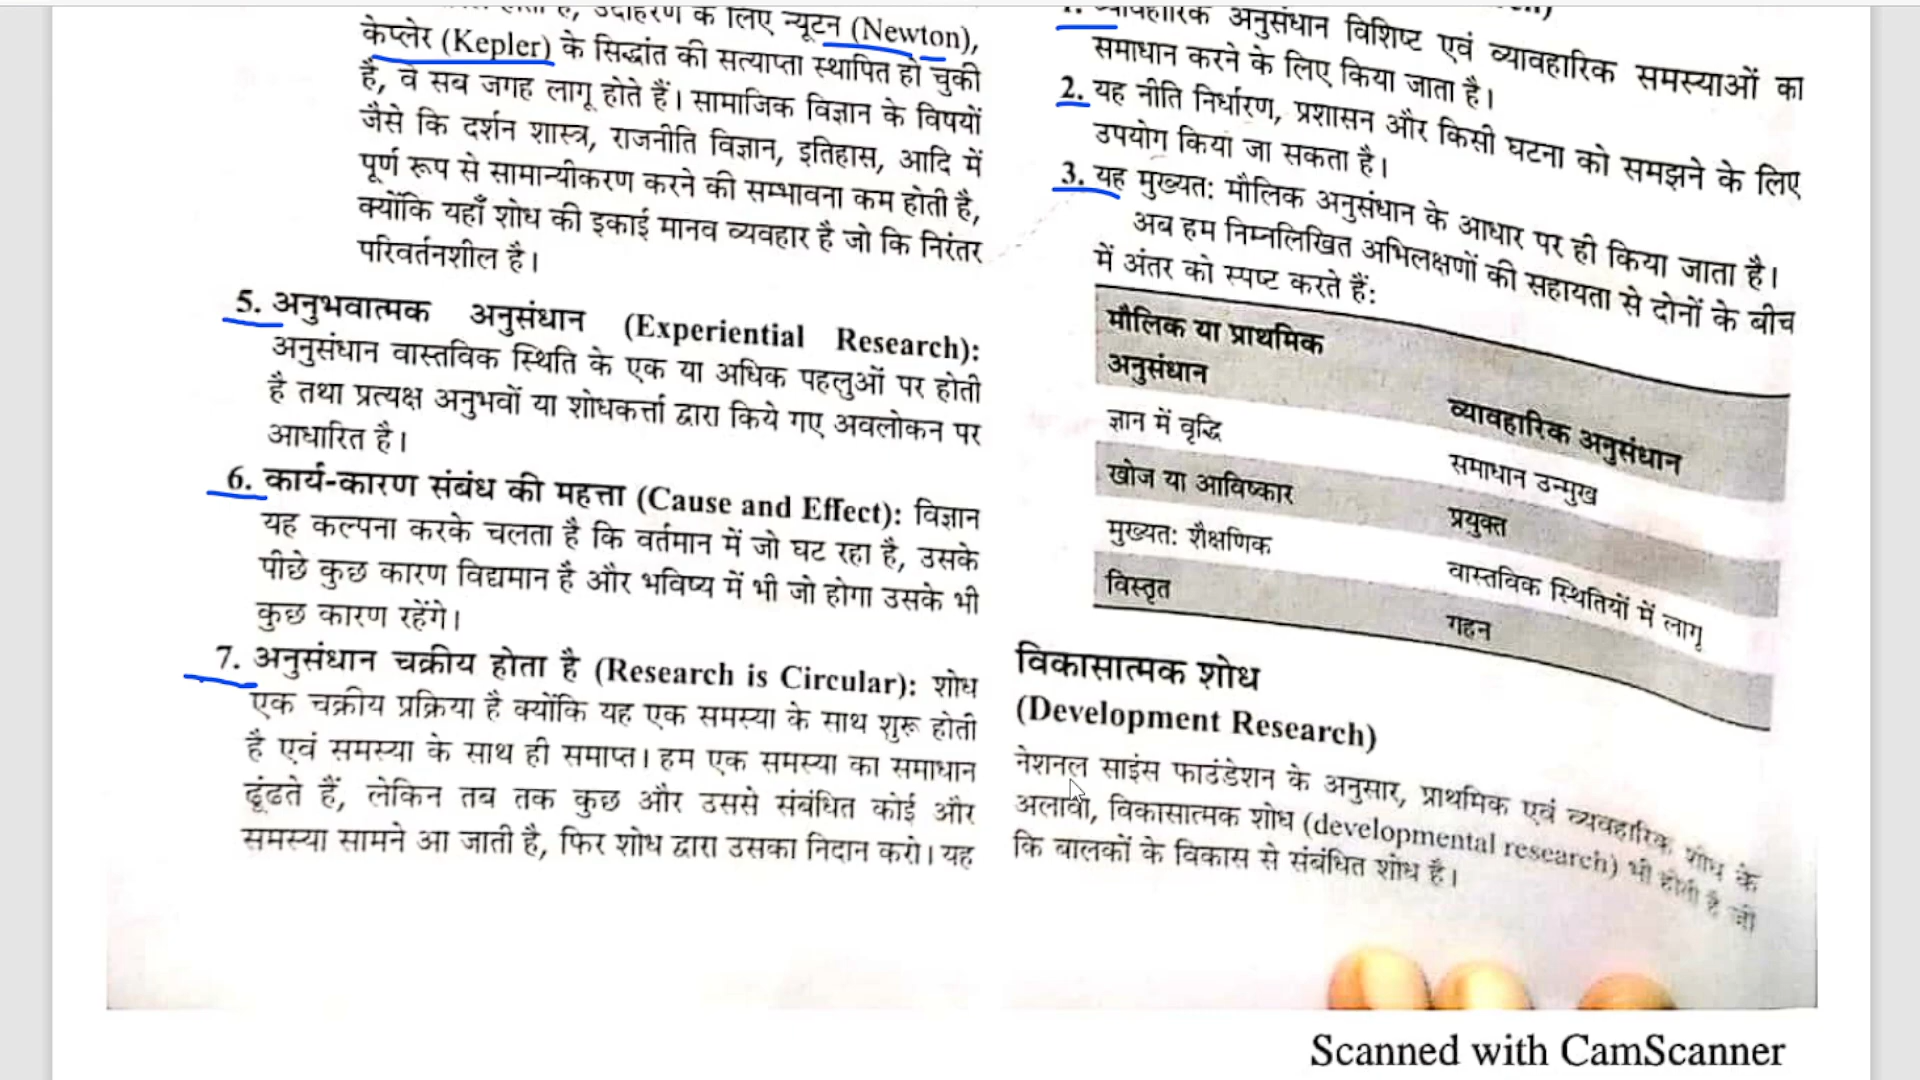 होता है, उदाहरण के लिए न्यूटन (Newton),
केप्लेर (Kepler) के सिद्धांत की सत्याप्ता स्थापित हो चुकी
है, वे सब जगह लागू होते हैं। सामाजिक विज्ञान के विषयों
जैसे कि दर्शन शास्त्र, राजनीति विज्ञान, इतिहास, आदि में
पूर्ण रूप से सामान्यीकरण करने की सम्भावना कम होती है,
क्योंकि यहाँ शोध की इकाई मानव व्यवहार है जो कि निरंतर
परिवर्तनशील है।
5. अनुभवात्मक अनुसंधान (Experiential Research):
अनुसंधान वास्तविक स्थिति के एक या अधिक पहलुओं पर होती
है तथा प्रत्यक्ष अनुभवों या शोधकर्त्ता द्वारा किये गए अवलोकन पर
आधारित है।
6. कार्य-कारण संबंध की महत्ता (Cause and Effect): विज्ञान
यह कल्पना करके चलता है कि वर्तमान में जो घट रहा है, उसके
पीछे कुछ कारण विद्यमान है और भविष्य में भी जो होगा उसके भी
कुछ कारण रहेंगे।
7. अनुसंधान चक्रीय होता है (Research is Circular): शोध
एक चक्रीय प्रक्रिया है क्योंकि यह एक समस्या के साथ शुरू होती
है एवं समस्या के साथ ही समाप्त। हम एक समस्या का समाधान
ढूंढते हैं, लेकिन तब तक कुछ और उससे संबंधित कोई और
समस्या सामने आ जाती है, फिर शोध द्वारा उसका निदान करो। यह
1. व्यावहारिक अनुसंधान विशिष्ट एवं व्यावहारिक समस्याओं का
समाधान करने के लिए किया जाता है।
2. यह नीति निर्धारण, प्रशासन और किसी घटना को समझने के लिए
उपयोग किया जा सकता है।
3. यह मुख्यत: मौलिक अनुसंधान के आधार पर ही किया जाता है।
अब हम निम्नलिखित अभिलक्षणों की सहायता से दोनों के बीच
में अंतर को स्पष्ट करते हैं:
मौलिक या प्राथमिक
अनुसंधान
व्यावहारिक अनुसंधान
ज्ञान में वृद्धि
समाधान उन्मुख
खोज या आविष्कार
प्रयुक्त
मुख्यत: शैक्षणिक
वास्तविक स्थितियों में लागू
विस्तृत
गहन
विकासात्मक शोध
(Development Research)
नेशनल साइंस फाउंडेशन के अनुसार, प्राथमिक एवं व्यवहारिक शोध के
अलावा, विकासात्मक शोध (developmental research) भी होती है जो
कि बालकों के विकास से संबंधित शोध है।
Scanned with CamScanner